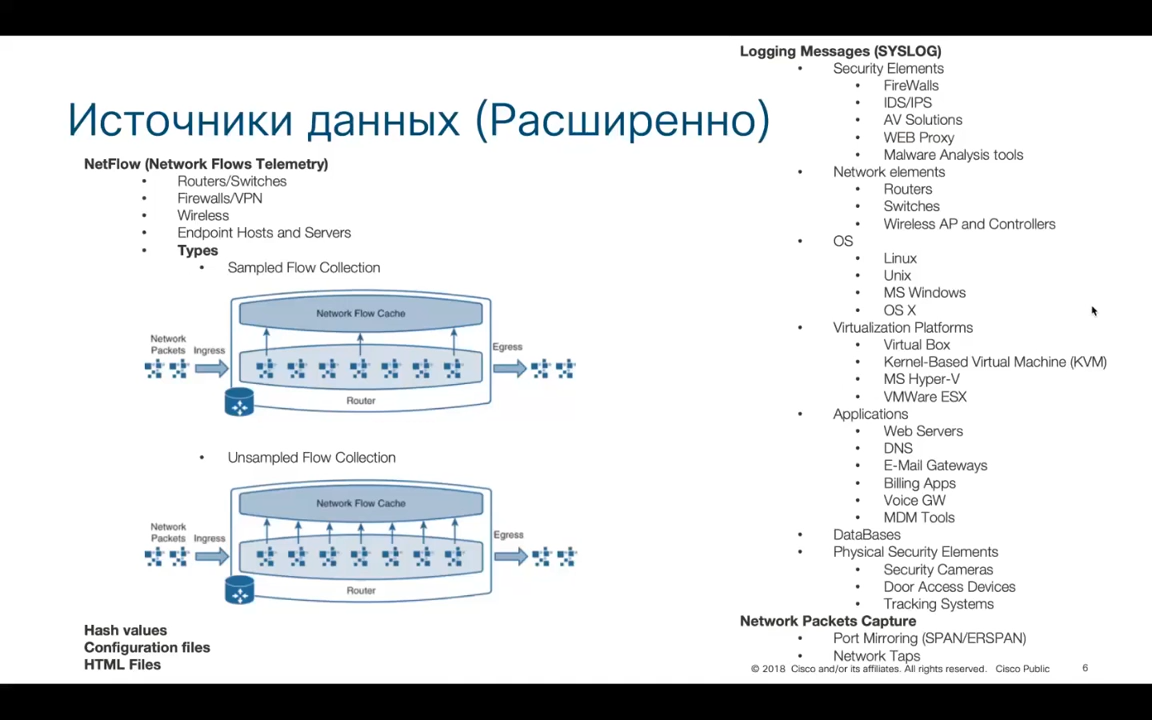 Источники данных (Расширенно)
NetFlow (Network Flows Telemetry)
• Routers/Switches
• Firewalls/VPN
• Wireless
• Endpoint Hosts and Servers
• Types
• Sampled Flow Collection
Network Flow Cache
Network
Packets
Ingress
Egress
Router
• Unsampled Flow Collection
Network Flow Cache
Network
Packets
Ingress
Egress
Router
Hash values
Configuration files
HTML Files
Logging Messages (SYSLOG)
• Security Elements
• FireWalls
• IDS/IPS
• AV Solutions
• WEB Proxy
• Malware Analysis tools
• Network elements
• Routers
• Switches
• Wireless AP and Controllers
• OS
• Linux
• Unix
• MS Windows
• OS X
• Virtualization Platforms
• Virtual Box
• Kernel-Based Virtual Machine (KVM)
• MS Hyper-V
• VMWare ESX
• Applications
• Web Servers
• DNS
• E-Mail Gateways
• Billing Apps
• Voice GW
• MDM Tools
• DataBases
• Physical Security Elements
• Security Cameras
• Door Access Devices
• Tracking Systems
Network Packets Capture
• Port Mirroring (SPAN/ERSPAN)
• Network Taps
© 2018 Cisco and/or its affiliates. All rights reserved. Cisco Public 6